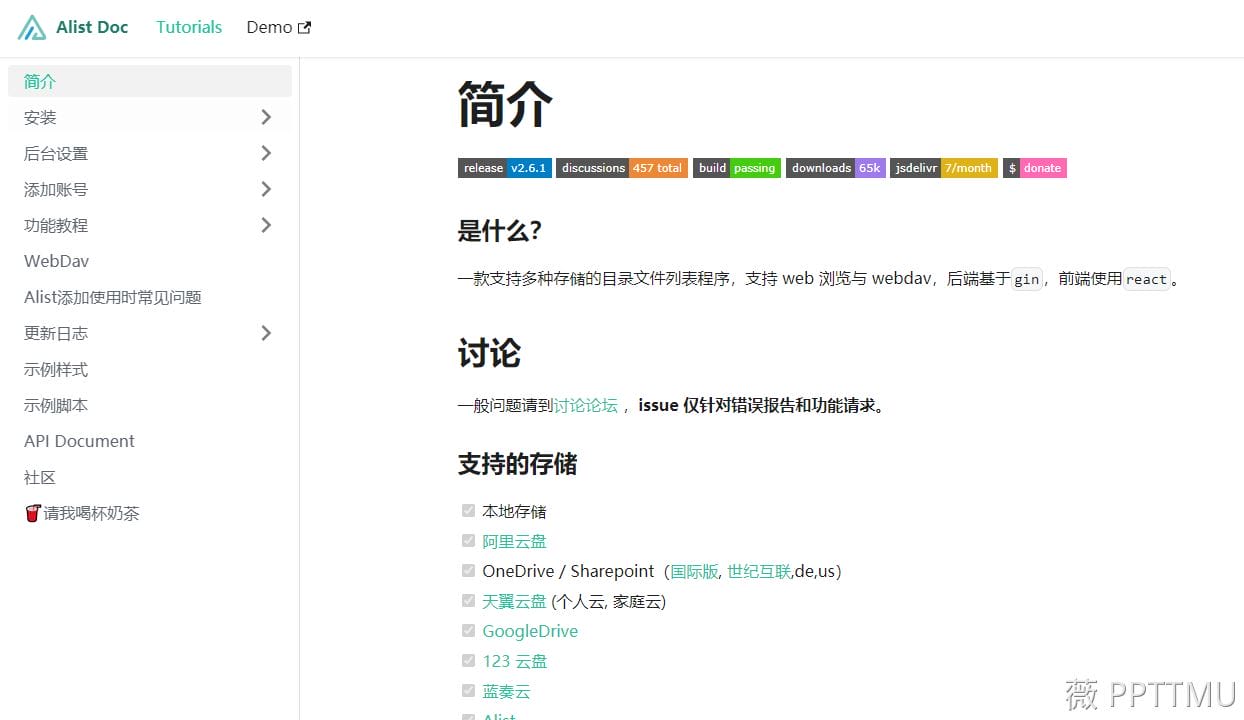 Alist Doc Tutorials Demo
简介
安装
后台设置
添加账号
功能教程
WebDav
Alist添加使用时常见问题
更新日志
示例样式
示例脚本
API Document
社区
请我喝杯奶茶
简介
release v2.6.1 discussions 457 total build passing downloads 65k jsdelivr 7/month $ donate
是什么？
一款支持多种存储的目录文件列表程序，支持 web 浏览与 webdav，后端基于gin，前端使用react。
讨论
一般问题请到讨论论坛 ，issue 仅针对错误报告和功能请求。
支持的存储
本地存储
阿里云盘
OneDrive / Sharepoint（国际版, 世纪互联,de,us）
天翼云盘 (个人云, 家庭云)
GoogleDrive
123 云盘
蓝奏云
Alist
薇 PPTTMU